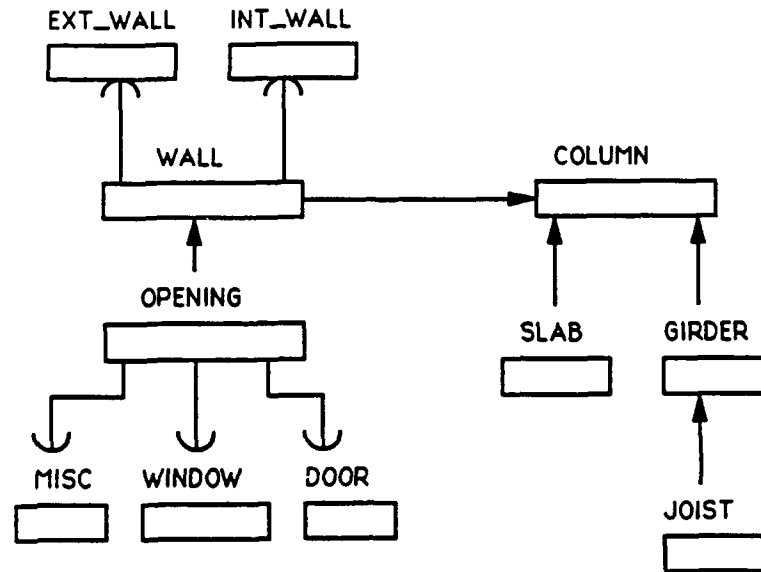 EXT_WALL INT_WALL
WALL COLUMN
OPENING
SLAB GIRDER
MISC WINDOW DOOR
JOIST